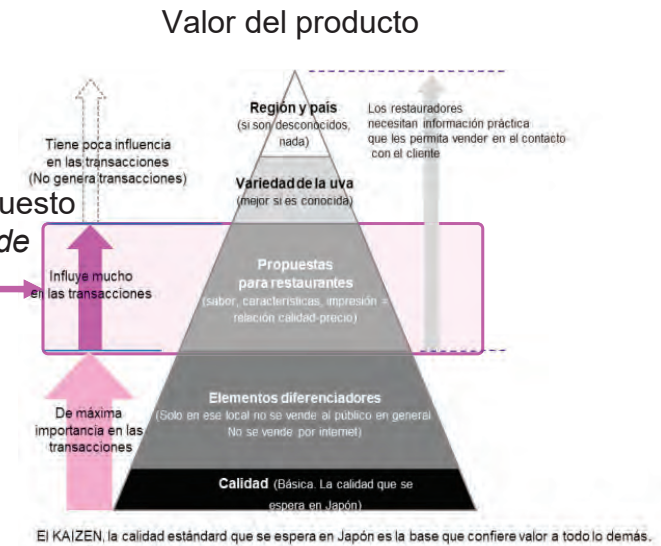 Valor del producto
Región y país
(si son desconocidos,
nada)
Los restauradores
necesitan información práctica
que les permita vender en el contacto
con el cliente
Tiene poca influencia
en las transacciones
(No genera transacciones)
Variedad de la uva
(mejor si es conocida)
uesto
de
Influye mucho
en las transacciones
Propuestas
para restaurantes
(sabor, características, impresión =
relación calidad-precio)
Elementos diferenciadores
(Solo en ese local no se vende al público en general.
No se vende por internet)
De máxima
importancia en las
transacciones
Calidad (Básica. La calidad que se
espera en Japón)
El KAIZEN, la calidad estándard que se espera en Japón es la base que confiere valor a todo lo demás.